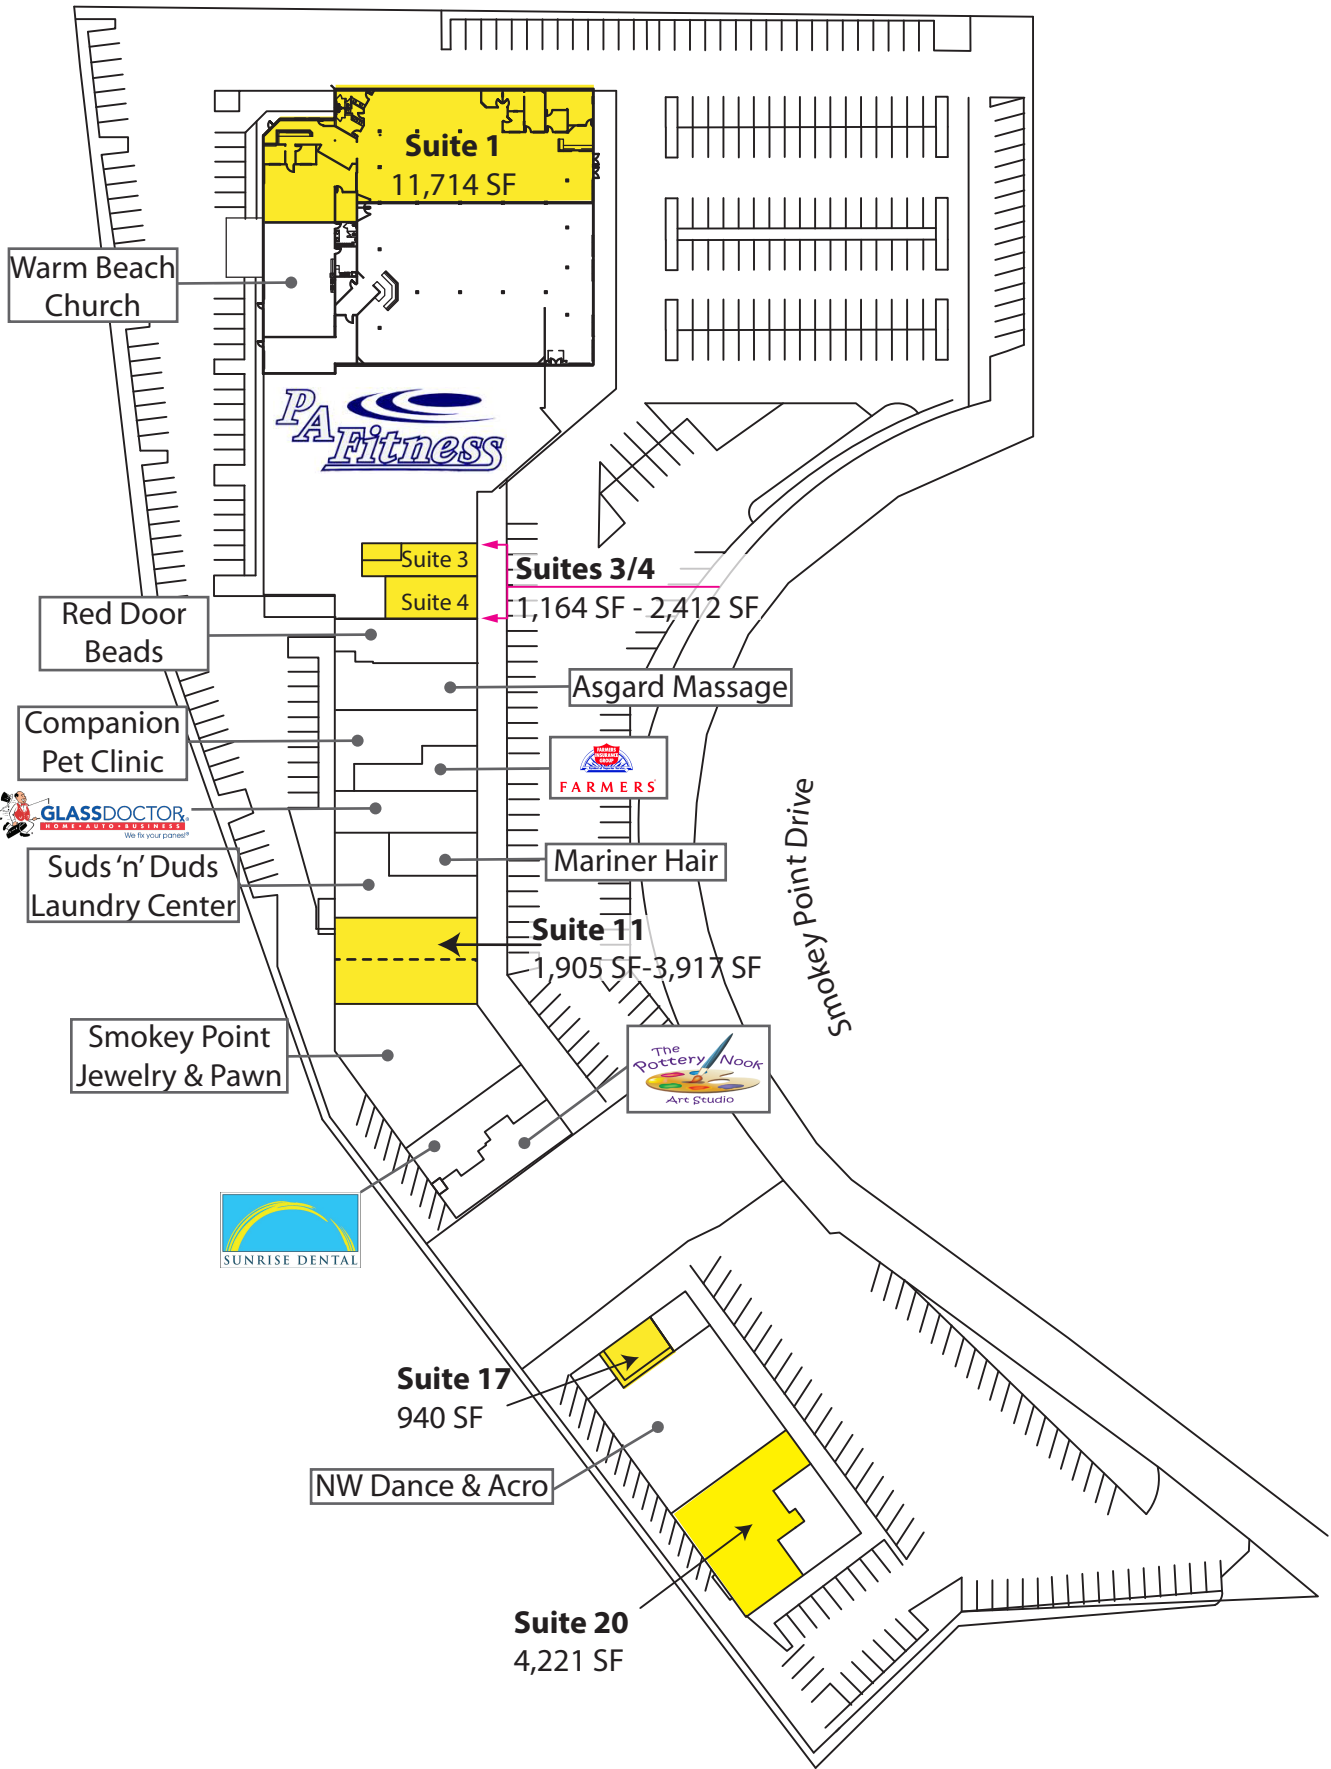 Suite 1
11,714 SF
Warm Beach
Church
PA Fitness
Suite 3
Suite 4
Suites 3/4
1,164 SF - 2,412 SF
Red Door
Beads
Asgard Massage
Companion
Pet Clinic
FARMERS
INSURANCE
GROUP
FARMERS
GLASSDOCTOR
HOME • AUTO • BUSINESS
We fix your panes!®
Mariner Hair
Suds ‘n’ Duds
Laundry Center
Smokey Point Drive
Suite 11
1,905 SF-3,917 SF
Smokey Point
Jewelry & Pawn
The
Pottery Nook
Art Studio
SUNRISE DENTAL
Suite 17
940 SF
NW Dance & Acro
Suite 20
4,221 SF